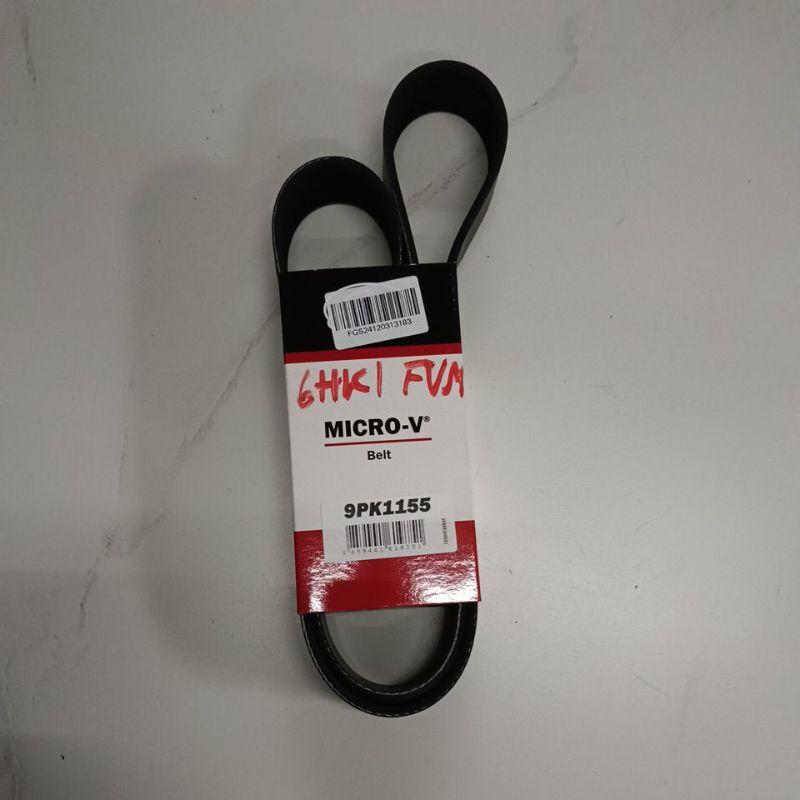 FGS24120313183
6HK1 FVM
MICRO-V®
Belt
9PK1155